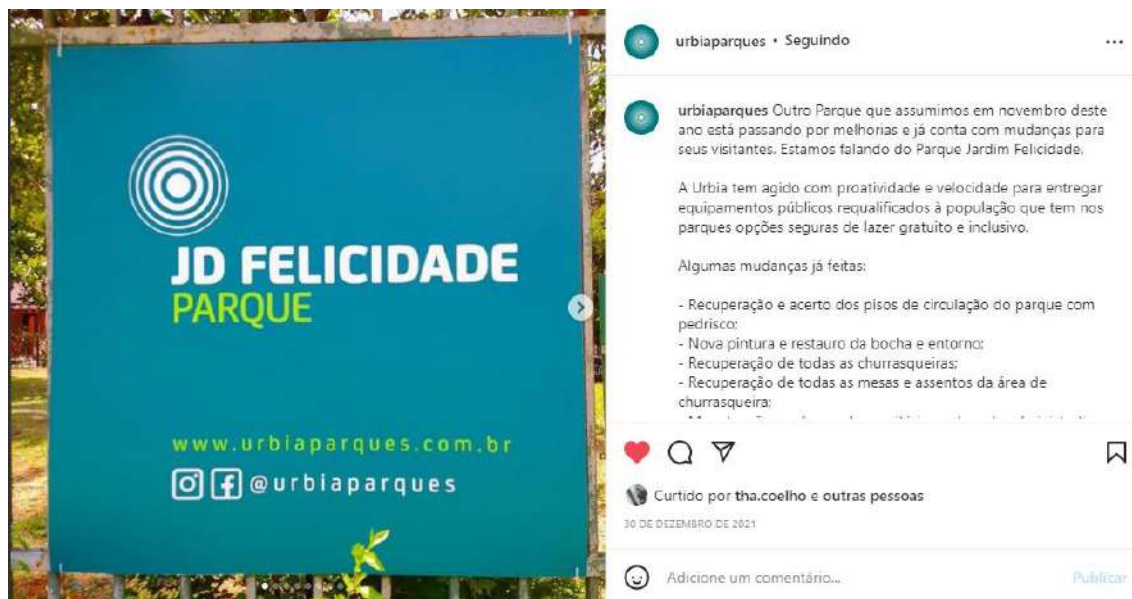 JD FELICIDADE
PARQUE
www.urbiaparques.com.br
@urbiaparques
urbiaparques • Seguindo
urbiaparques Outro Parque que assumimos em novembro deste
ano está passando por melhorias e já conta com mudanças para
seus visitantes. Estamos falando do Parque Jardim Felicidade.
A Urbia tem agido com proatividade e velocidade para entregar
equipamentos públicos requalificados à população que tem nos
parques opções seguras de lazer gratuito e inclusivo.
Algumas mudanças já feitas:
- Recuperação e acerto dos pisos de circulação do parque com
pedrisco;
- Nova pintura e restauro da bocha e entorno;
- Recuperação de todas as churrasqueiras;
- Recuperação de todas as mesas e assentos da área de
churrasqueira;
Curtido por tha.coelho e outras pessoas
30 DE DEZEMBRO DE 2021
Adicione um comentário...
Publicar